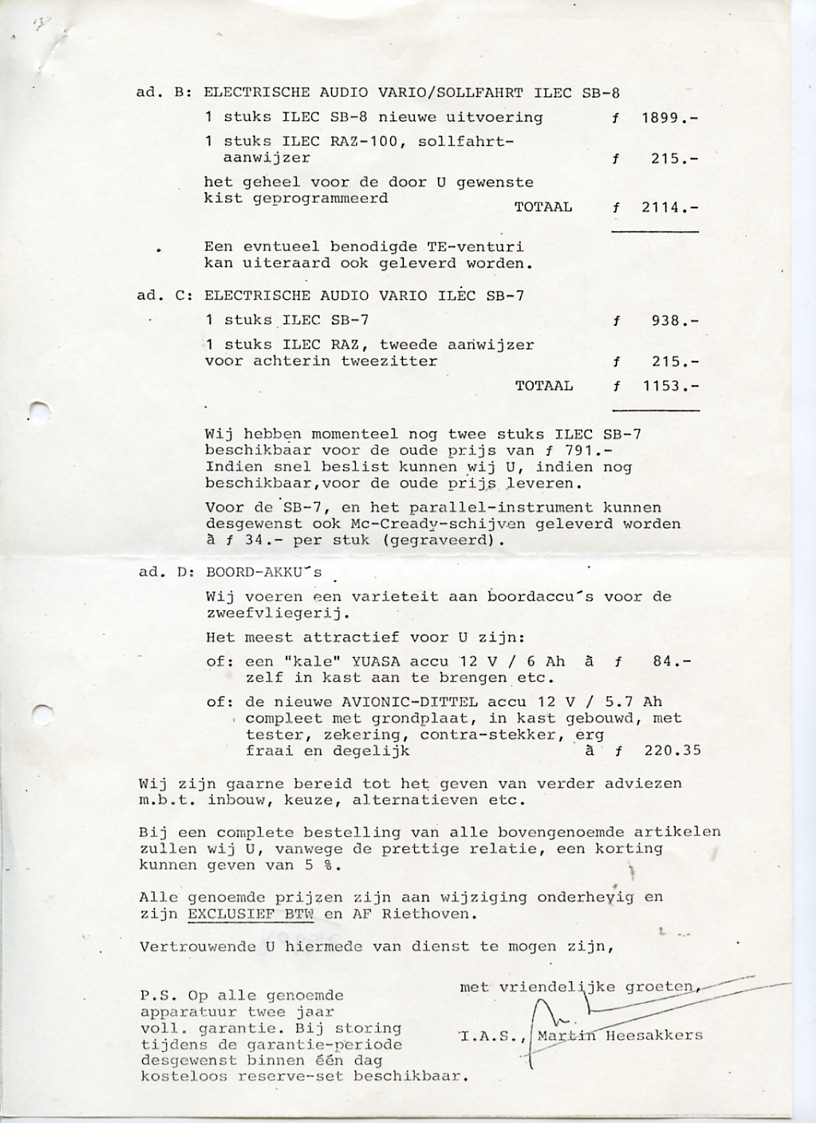 ad. B: ELECTRISCHE AUDIO VARIO/SOLLFAHRT ILEC SB-8
1 stuks ILEC SB-8 nieuwe uitvoering ƒ 1899.-
1 stuks ILEC RAZ-100, sollfahrt-
aanwijzer ƒ 215.-
het geheel voor de door U gewenste
kist geprogrammeerd
TOTAAL ƒ 2114.-
Een evntueel benodigde TE-venturi
kan uiteraard ook geleverd worden.
ad. C: ELECTRISCHE AUDIO VARIO ILEC SB-7
1 stuks ILEC SB-7 ƒ 938.-
1 stuks ILEC RAZ, tweede aanwijzer
voor achterin tweezitter ƒ 215.-
TOTAAL ƒ 1153.-
Wij hebben momenteel nog twee stuks ILEC SB-7
beschikbaar voor de oude prijs van ƒ 791.-
Indien snel beslist kunnen wij U, indien nog
beschikbaar,voor de oude prijs leveren.
Voor de SB-7, en het parallel-instrument kunnen
desgewenst ook Mc-Cready-schijven geleverd worden
à ƒ 34.- per stuk (gegraveerd).
ad. D: BOORD-AKKU´s
Wij voeren een varieteit aan boordaccu´s voor de
zweefvliegerij.
Het meest attractief voor U zijn:
of: een "kale" YUASA accu 12 V / 6 Ah à ƒ 84.-
zelf in kast aan te brengen etc.
of: de nieuwe AVIONIC-DITTEL accu 12 V / 5.7 Ah
compleet met grondplaat, in kast gebouwd, met
tester, zekering, contra-stekker, erg
fraai en degelijk à ƒ 220.35
Wij zijn gaarne bereid tot het geven van verder adviezen
m.b.t. inbouw, keuze, alternatieven etc.
Bij een complete bestelling van alle bovengenoemde artikelen
zullen wij U, vanwege de prettige relatie, een korting
kunnen geven van 5 %.
Alle genoemde prijzen zijn aan wijziging onderhevig en
zijn EXCLUSIEF BTW en AF Riethoven.
Vertrouwende U hiermede van dienst te mogen zijn,
met vriendelijke groeten,
I.A.S., Martin Heesakkers
P.S. Op alle genoemde
apparatuur twee jaar
voll. garantie. Bij storing
tijdens de garantie-periode
desgewenst binnen één dag
kosteloos reserve-set beschikbaar.